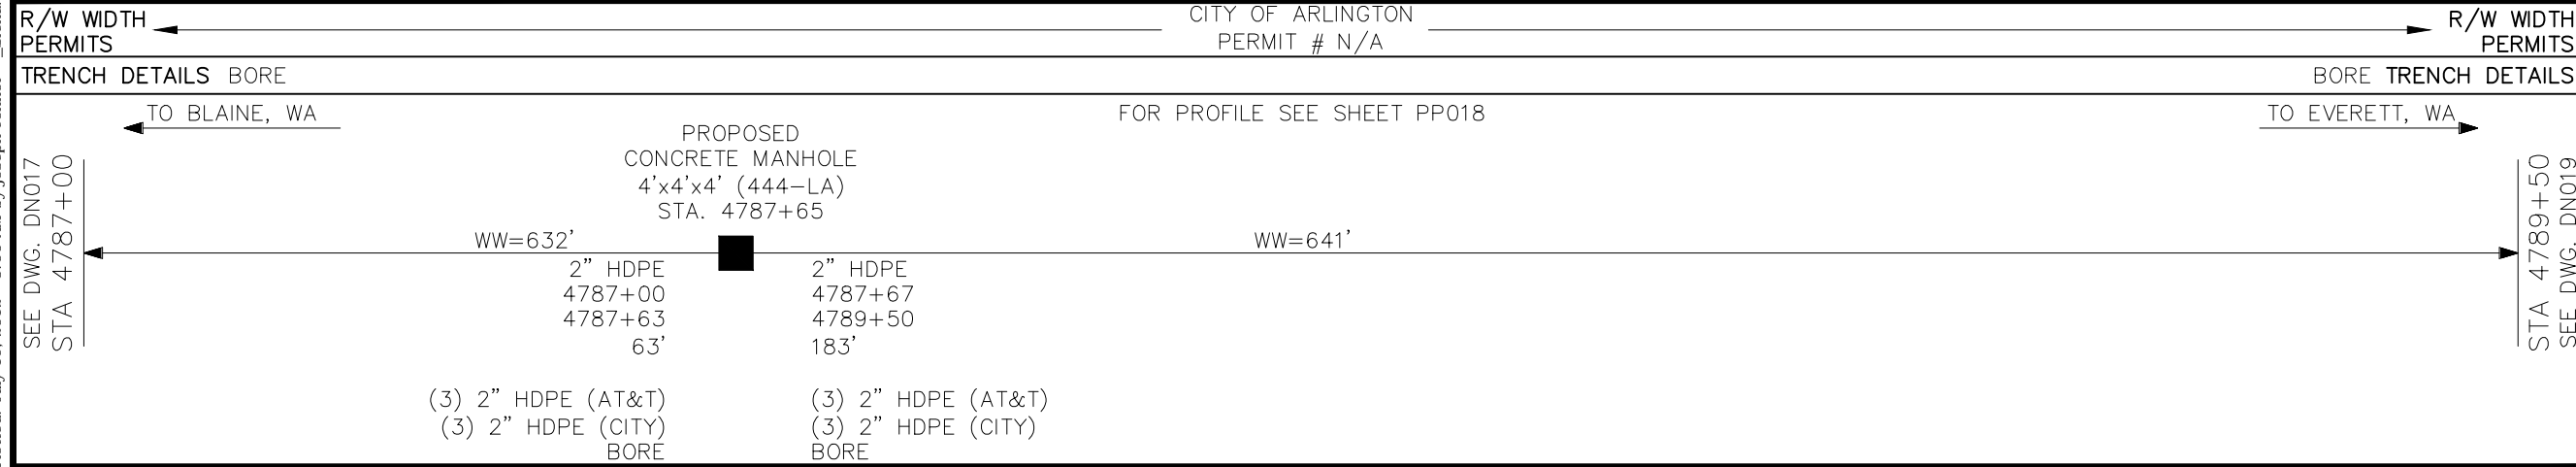 R/W WIDTH
PERMITS
CITY OF ARLINGTON
PERMIT # N/A
R/W WIDTH
PERMITS
TRENCH DETAILS BORE
BORE TRENCH DETAILS
TO BLAINE, WA
FOR PROFILE SEE SHEET PP018
TO EVERETT, WA
SEE DWG. DN017
STA 4787+00
PROPOSED
CONCRETE MANHOLE
4'x4'x4' (444-LA)
STA. 4787+65
WW=632'
WW=641'
2" HDPE
4787+00
4787+63
63'
(3) 2" HDPE (AT&T)
(3) 2" HDPE (CITY)
BORE
2" HDPE
4787+67
4789+50
183'
(3) 2" HDPE (AT&T)
(3) 2" HDPE (CITY)
BORE
STA 4789+50
SEE DWG. DN019